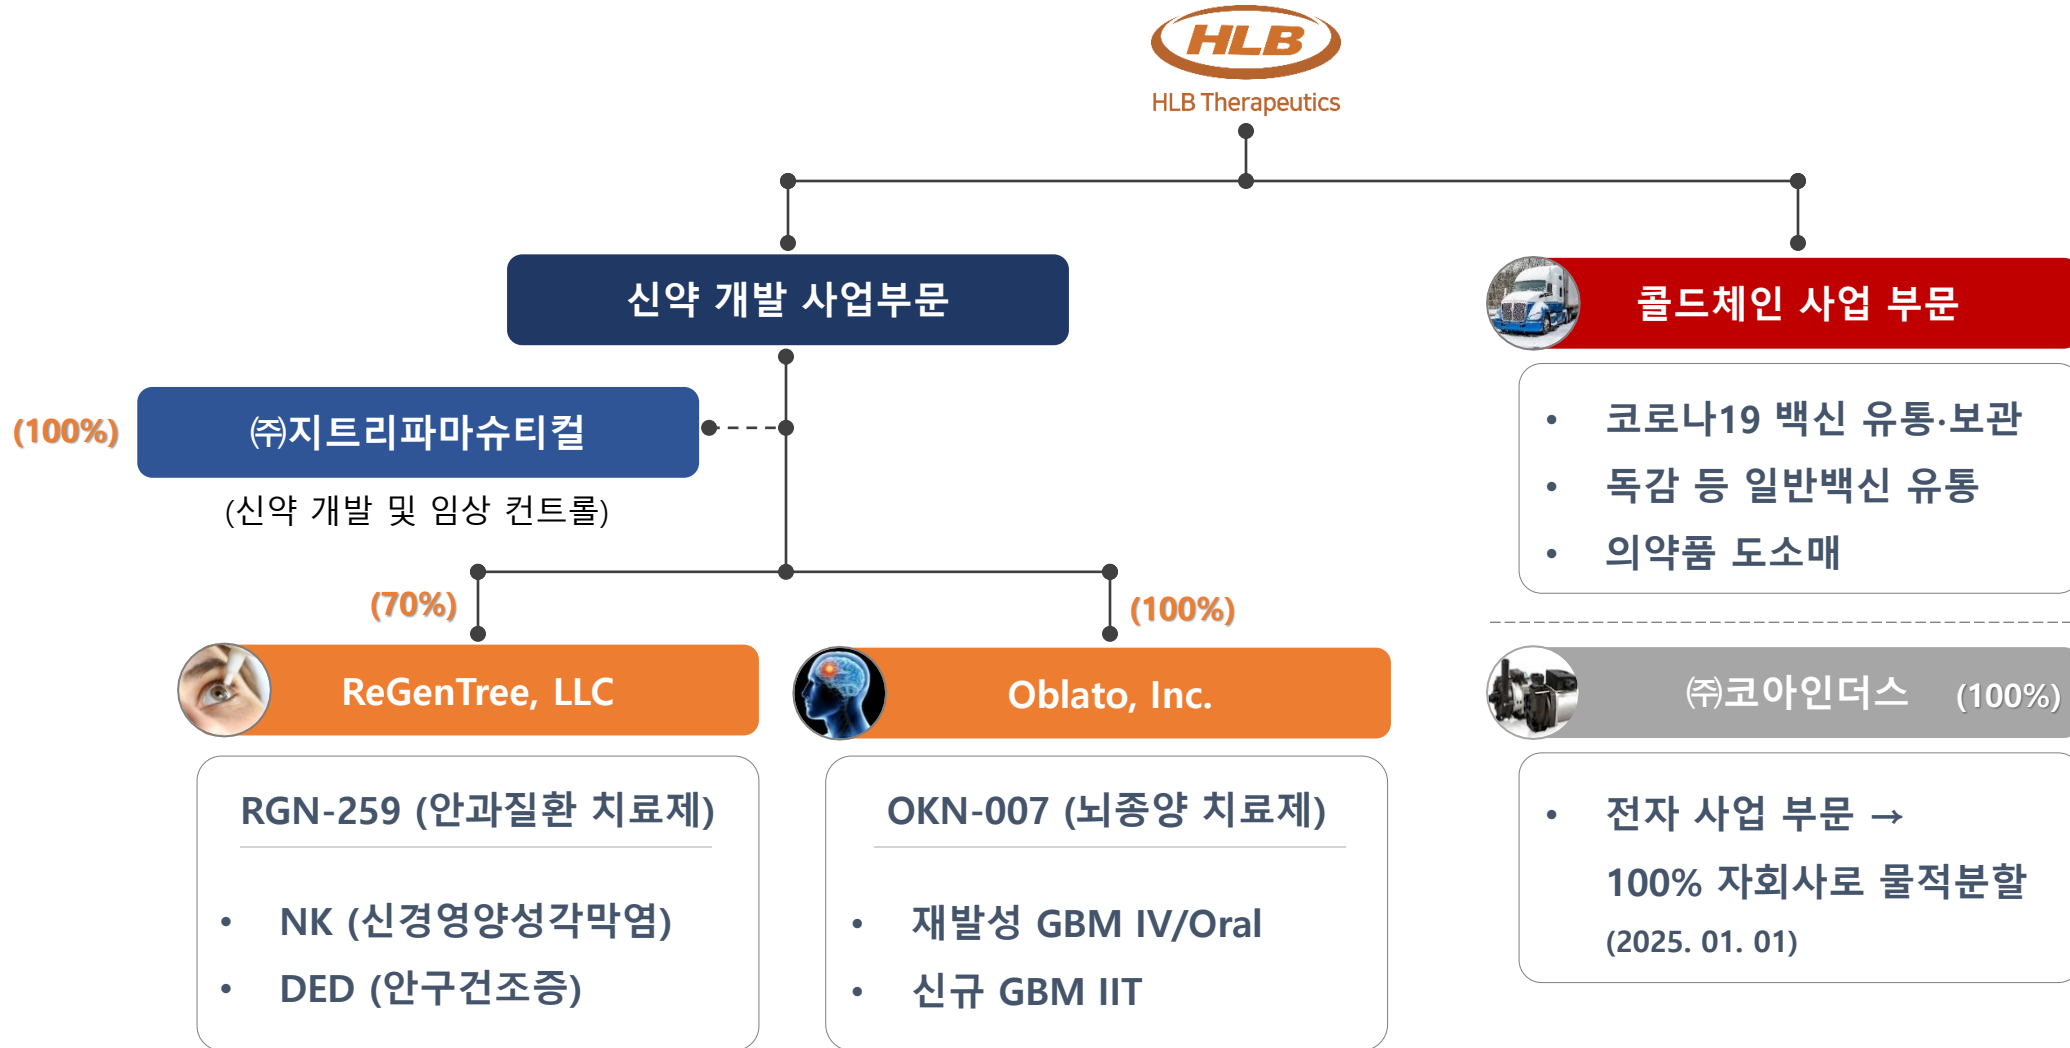 HLB
HLB Therapeutics
신약 개발 사업부문
(100%)
㈜지트리파마슈티컬
(신약 개발 및 임상 컨트롤)
(70%)
ReGenTree, LLC
RGN-259 (안과질환 치료제)
• NK (신경영양성각막염)
• DED (안구건조증)
(100%)
Oblato, Inc.
OKN-007 (뇌종양 치료제)
• 재발성 GBM IV/Oral
• 신규 GBM IIT
콜드체인 사업 부문
• 코로나19 백신 유통·보관
• 독감 등 일반백신 유통
• 의약품 도소매
㈜코아인더스 (100%)
• 전자 사업 부문 →
100% 자회사로 물적분할
(2025. 01. 01)